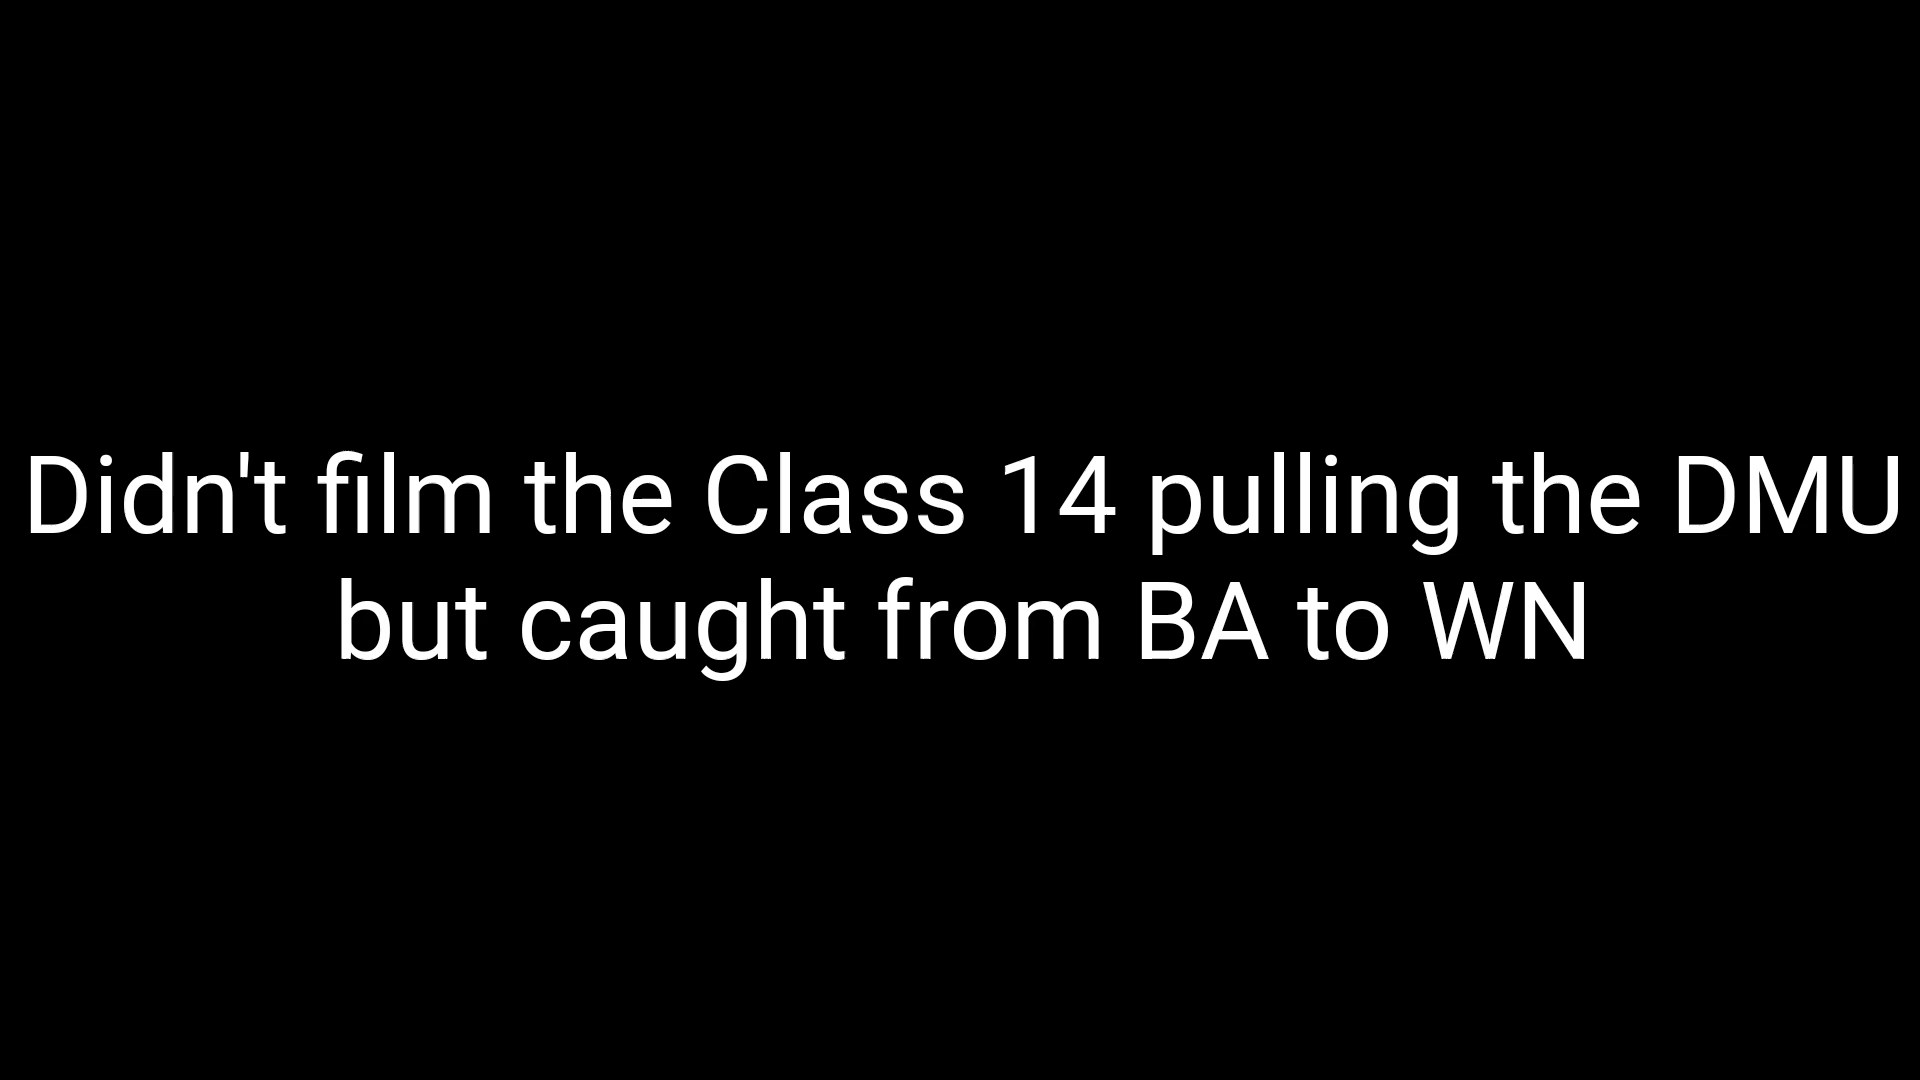 Didn't film the Class 14 pulling the DMU
but caught from BA to WN